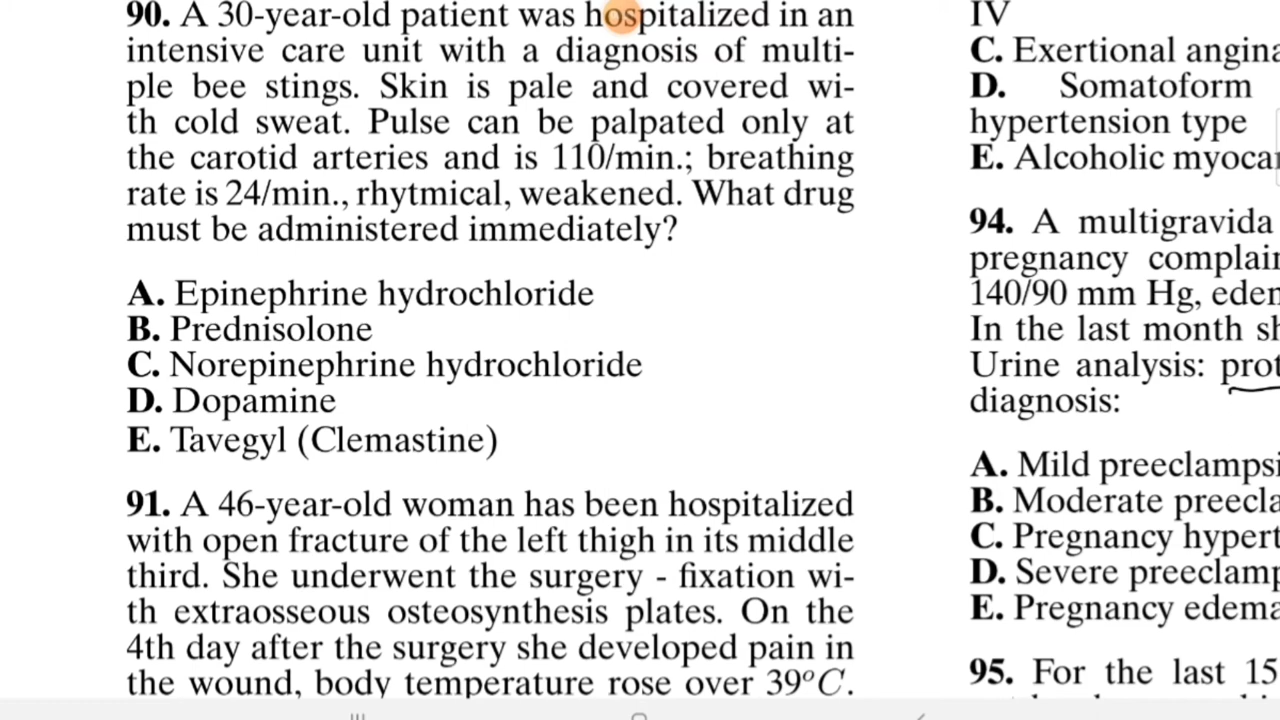 90. A 30-year-old patient was hospitalized in an
intensive care unit with a diagnosis of multi-
ple bee stings. Skin is pale and covered wi-
th cold sweat. Pulse can be palpated only at
the carotid arteries and is 110/min.; breathing
rate is 24/min., rhytmical, weakened. What drug
must be administered immediately?
A. Epinephrine hydrochloride
B. Prednisolone
C. Norepinephrine hydrochloride
D. Dopamine
E. Tavegyl (Clemastine)
91. A 46-year-old woman has been hospitalized
with open fracture of the left thigh in its middle
third. She underwent the surgery - fixation wi-
th extraosseous osteosynthesis plates. On the
4th day after the surgery she developed pain in
the wound, body temperature rose over 39°C.
IV
C. Exertional angina
D. Somatoform
hypertension type
E. Alcoholic myocar
94. A multigravida
pregnancy complain
140/90 mm Hg, eden
In the last month sh
Urine analysis: prot
diagnosis:
A. Mild preeclampsi
B. Moderate preecla
C. Pregnancy hypert
D. Severe preeclamp
E. Pregnancy edema
95. For the last 15